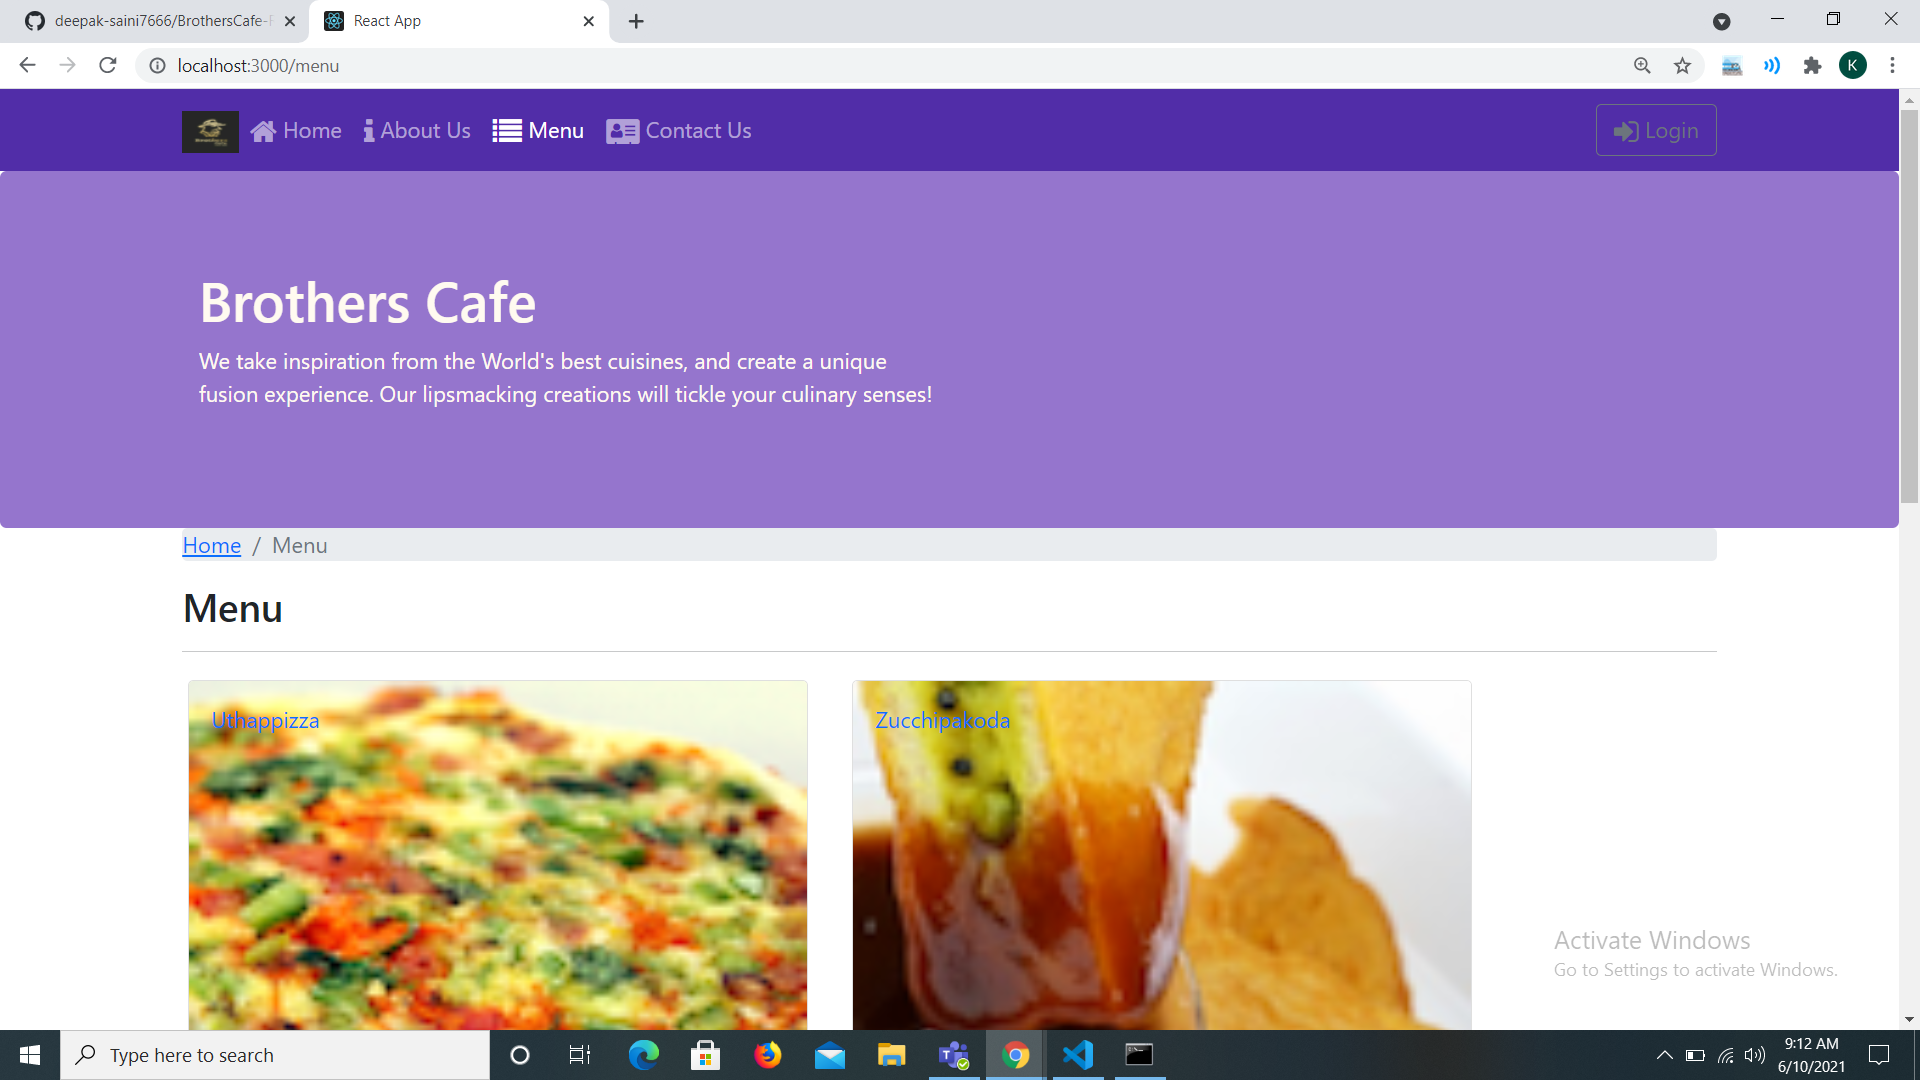 deepak-saini7666/BrothersCafe-
React App
localhost:3000/menu
K
Home
About Us
Menu
Contact Us
Login
Brothers Cafe
We take inspiration from the World's best cuisines, and create a unique
fusion experience. Our lipsmacking creations will tickle your culinary senses!
Home / Menu
Menu
Uthappizza
Zucchipakoda
Activate Windows
Go to Settings to activate Windows.
Type here to search
9:12 AM
6/10/2021